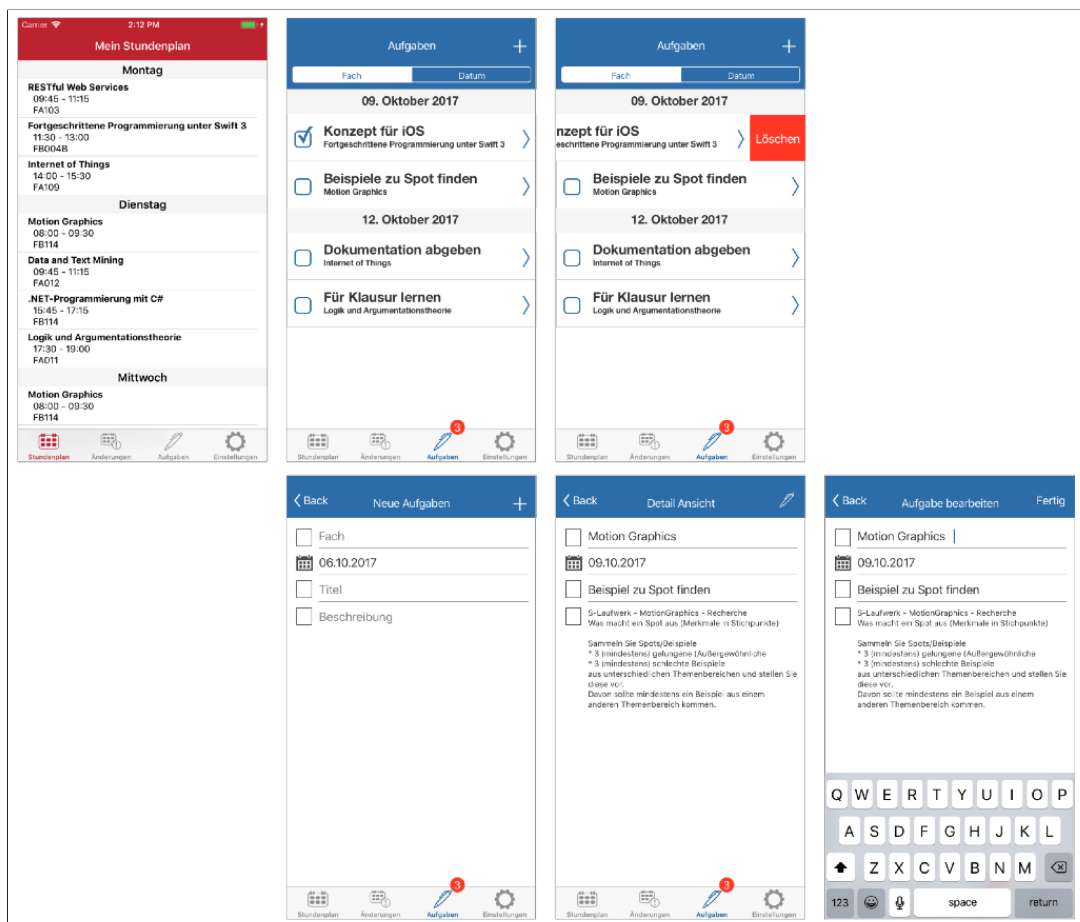 Carrier 2:12 PM
Mein Stundenplan
Montag
RESTful Web Services
09:45 - 11:15
FA103
Fortgeschrittene Programmierung unter Swift 3
11:30 - 13:00
FB004B
Internet of Things
14:00 - 15:30
FA109
Dienstag
Motion Graphics
08:00 - 09:30
FB114
Data and Text Mining
09:45 - 11:15
FA012
.NET-Programmierung mit C#
15:45 - 17:15
FB114
Logik und Argumentationstheorie
17:30 - 19:00
FA011
Mittwoch
Motion Graphics
08:00 - 09:30
FB114
Stundenplan Änderungen Aufgaben Einstellungen
Aufgaben +
Fach Datum
09. Oktober 2017
Konzept für iOS
Fortgeschrittene Programmierung unter Swift 3
Beispiele zu Spot finden
Motion Graphics
12. Oktober 2017
Dokumentation abgeben
Internet of Things
Für Klausur lernen
Logik und Argumentationstheorie
3
Stundenplan Änderungen Aufgaben Einstellungen
Aufgaben +
Fach Datum
09. Oktober 2017
nzept für iOS
eschrittene Programmierung unter Swift 3
Löschen
Beispiele zu Spot finden
Motion Graphics
12. Oktober 2017
Dokumentation abgeben
Internet of Things
Für Klausur lernen
Logik und Argumentationstheorie
3
Stundenplan Änderungen Aufgaben Einstellungen
Back Neue Aufgaben +
Fach
06.10.2017
Titel
Beschreibung
3
Stundenplan Änderungen Aufgaben Einstellungen
Back Detail Ansicht
Motion Graphics
09.10.2017
Beispiel zu Spot finden
S-Laufwerk - MotionGraphics - Recherche
Was macht ein Spot aus (Merkmale in Stichpunkte)
Sammeln Sie Spots/Beispiele
* 3 (mindestens) gelungene (Außergewöhnliche
* 3 (mindestens) schlechte Beispiele
aus unterschiedlichen Themenbereichen und stellen Sie
diese vor.
Davon sollte mindestens ein Beispiel aus einem
anderen Themenbereich kommen.
3
Stundenplan Änderungen Aufgaben Einstellungen
Back Aufgabe bearbeiten Fertig
Motion Graphics
09.10.2017
Beispiel zu Spot finden
S-Laufwerk - MotionGraphics - Recherche
Was macht ein Spot aus (Merkmale in Stichpunkte)
Sammeln Sie Spots/Beispiele
* 3 (mindestens) gelungene (Außergewöhnliche
* 3 (mindestens) schlechte Beispiele
aus unterschiedlichen Themenbereichen und stellen Sie
diese vor.
Davon sollte mindestens ein Beispiel aus einem
anderen Themenbereich kommen.
Q W E R T Y U I O P
A S D F G H J K L
Z X C V B N M
123 space return